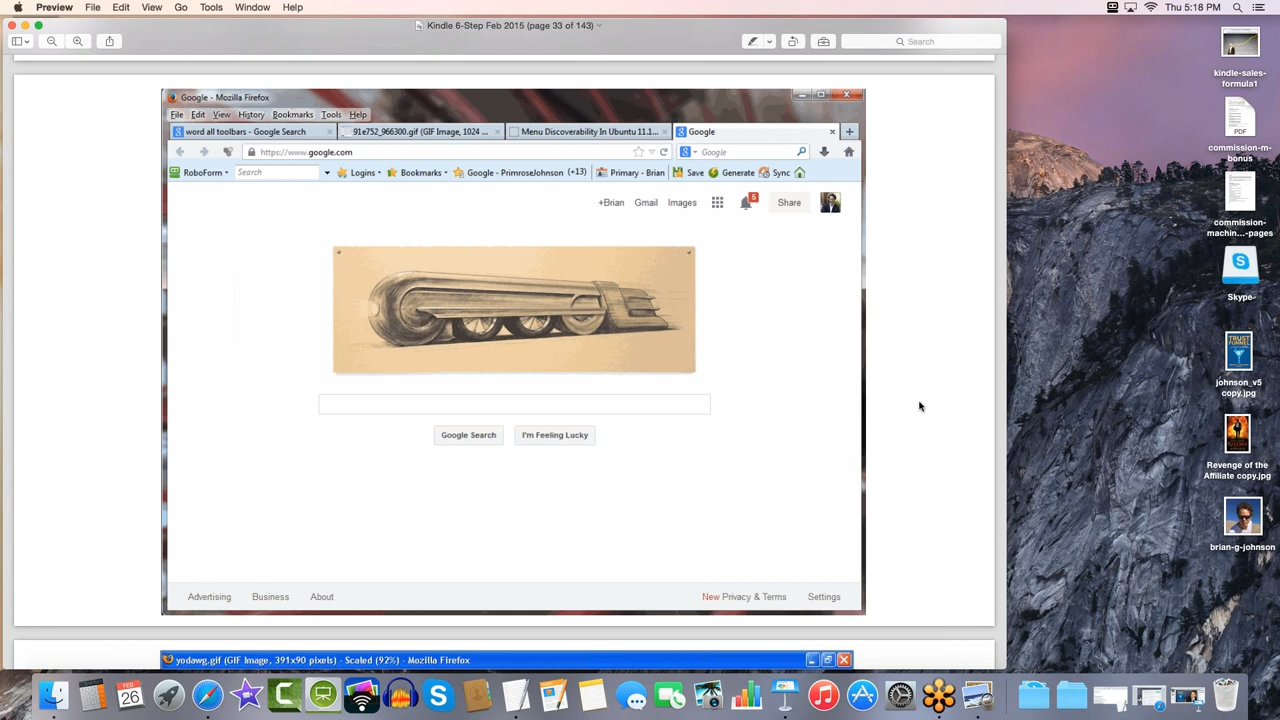 Preview File Edit View Go Tools Window Help
Thu 5:18 PM
Kindle 6-Step Feb 2015 (page 33 of 143)
Search
Google - Mozilla Firefox
File Edit View History Bookmarks Tools Help
word all toolbars - Google Search
91e752_966300.gif (GIF Image, 1024 ...
Menu Discoverability In Ubuntu 11.1...
Google
https://www.google.com
Google
RoboForm Search Logins Bookmarks Google - PrimroseJohnson (+13) Primary - Brian Save Generate Sync
+Brian Gmail Images 5 Share
Google Search I'm Feeling Lucky
Advertising Business About New Privacy & Terms Settings
yodawg.gif (GIF Image, 391x90 pixels) - Scaled (92%) - Mozilla Firefox
kindle-sales-
formula1
PDF
commission-m-
bonus
commission-
machin...-pages
Skype-
TRUST
FUNNEL
johnson_v5
copy.jpg
Revenge of the
Affiliate copy.jpg
brian-g-johnson
FEB
26